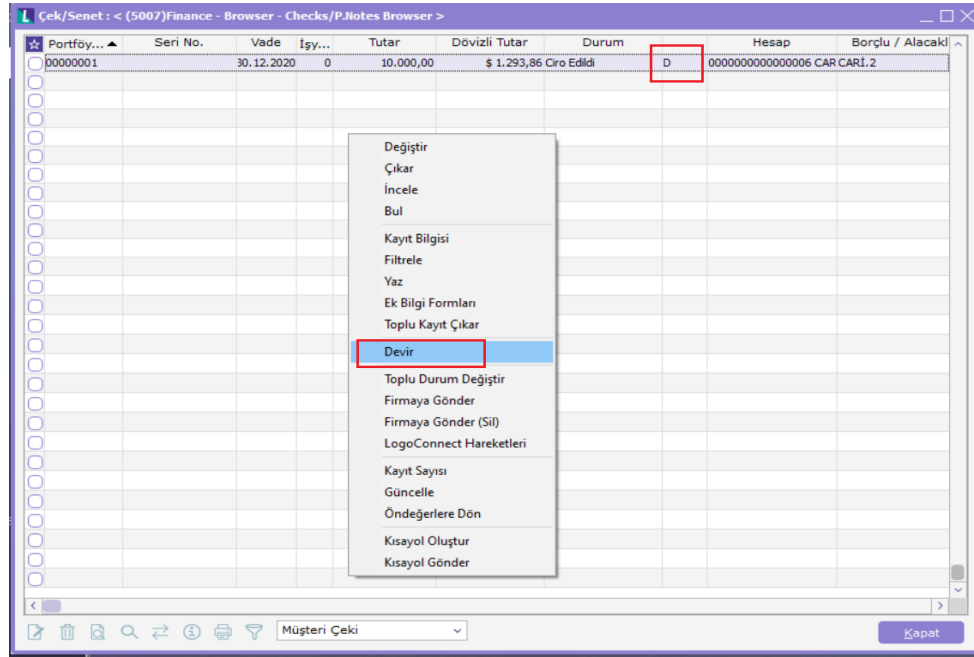 L Çek/Senet : < (5007)Finance - Browser - Checks/P.Notes Browser >
Portföy... Seri No. Vade İşy... Tutar Dövizli Tutar Durum Hesap Borçlu / Alacakl
00000001 30.12.2020 0 10.000,00 $ 1.293,86 Ciro Edildi D 0000000000000006 CAR CARİ.2
Değiştir
Çıkar
İncele
Bul
Kayıt Bilgisi
Filtrele
Yaz
Ek Bilgi Formları
Toplu Kayıt Çıkar
Devir
Toplu Durum Değiştir
Firmaya Gönder
Firmaya Gönder (Sil)
LogoConnect Hareketleri
Kayıt Sayısı
Güncelle
Öndeğerlere Dön
Kısayol Oluştur
Kısayol Gönder
Müşteri Çeki
Kapat